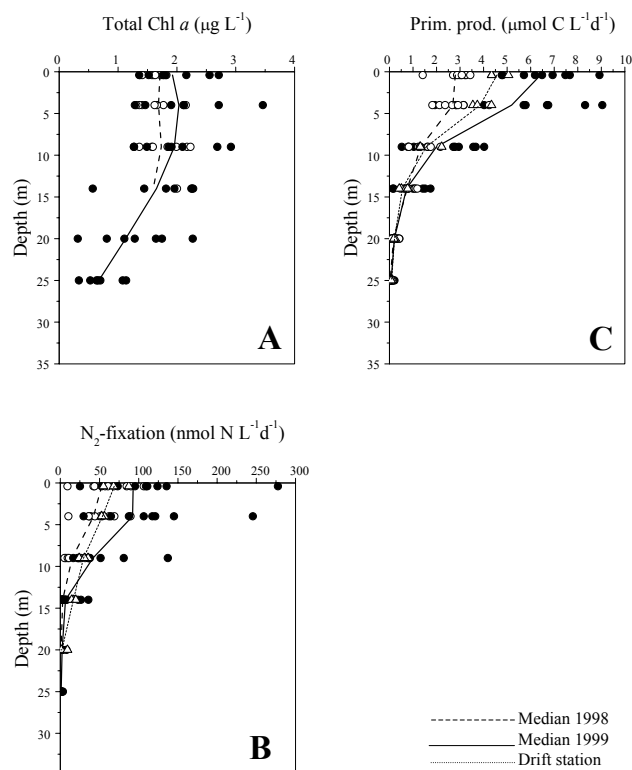 Total Chl a (μg L⁻¹)
0 1 2 3 4
0
5
10
15
20
25
30
35
Depth (m)
A
Prim. prod. (μmol C L⁻¹d⁻¹)
0 1 2 3 4 5 6 7 8 9 10
0
5
10
15
20
25
30
35
Depth (m)
C
N₂-fixation (nmol N L⁻¹d⁻¹)
0 50 100 150 200 250 300
0
5
10
15
20
25
30
Depth (m)
B
Median 1998
Median 1999
Drift station